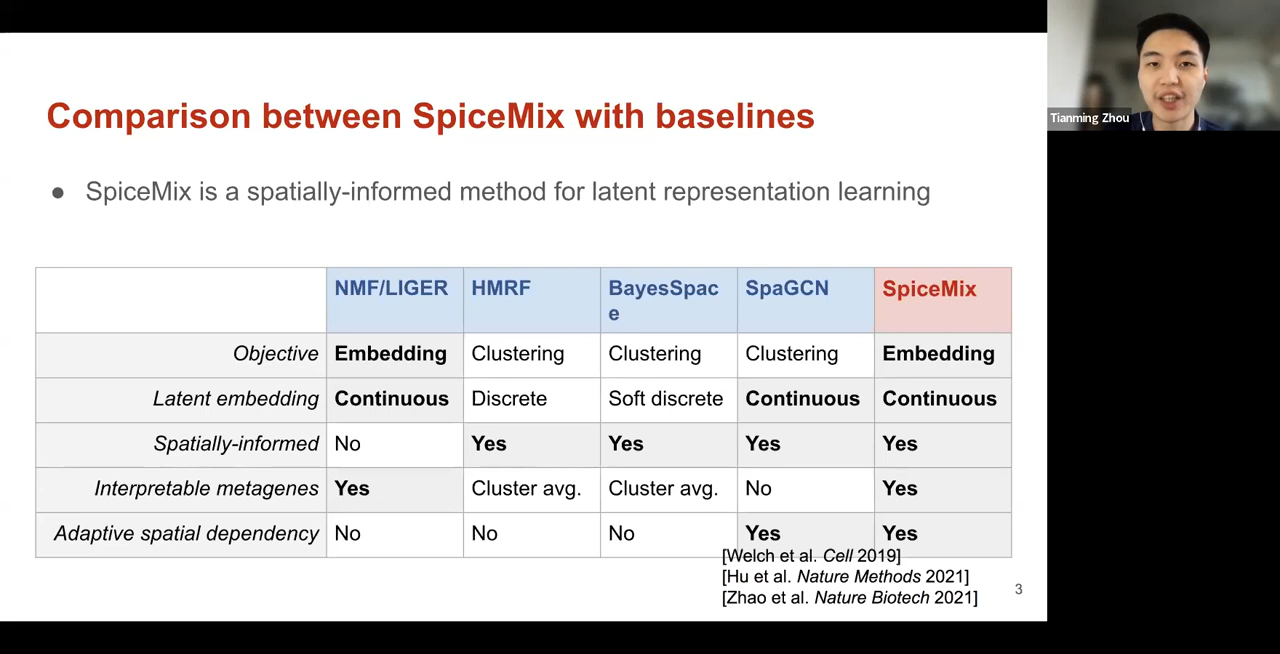 Comparison between SpiceMix with baselines
Tianming Zhou
● SpiceMix is a spatially-informed method for latent representation learning
NMF/LIGER HMRF BayesSpac SpaGCN SpiceMix
e
Objective Embedding Clustering Clustering Clustering Embedding
Latent embedding Continuous Discrete Soft discrete Continuous Continuous
Spatially-informed No Yes Yes Yes Yes
Interpretable metagenes Yes Cluster avg. Cluster avg. No Yes
Adaptive spatial dependency No No No Yes Yes
[Welch et al. Cell 2019]
[Hu et al. Nature Methods 2021]
[Zhao et al. Nature Biotech 2021]
3